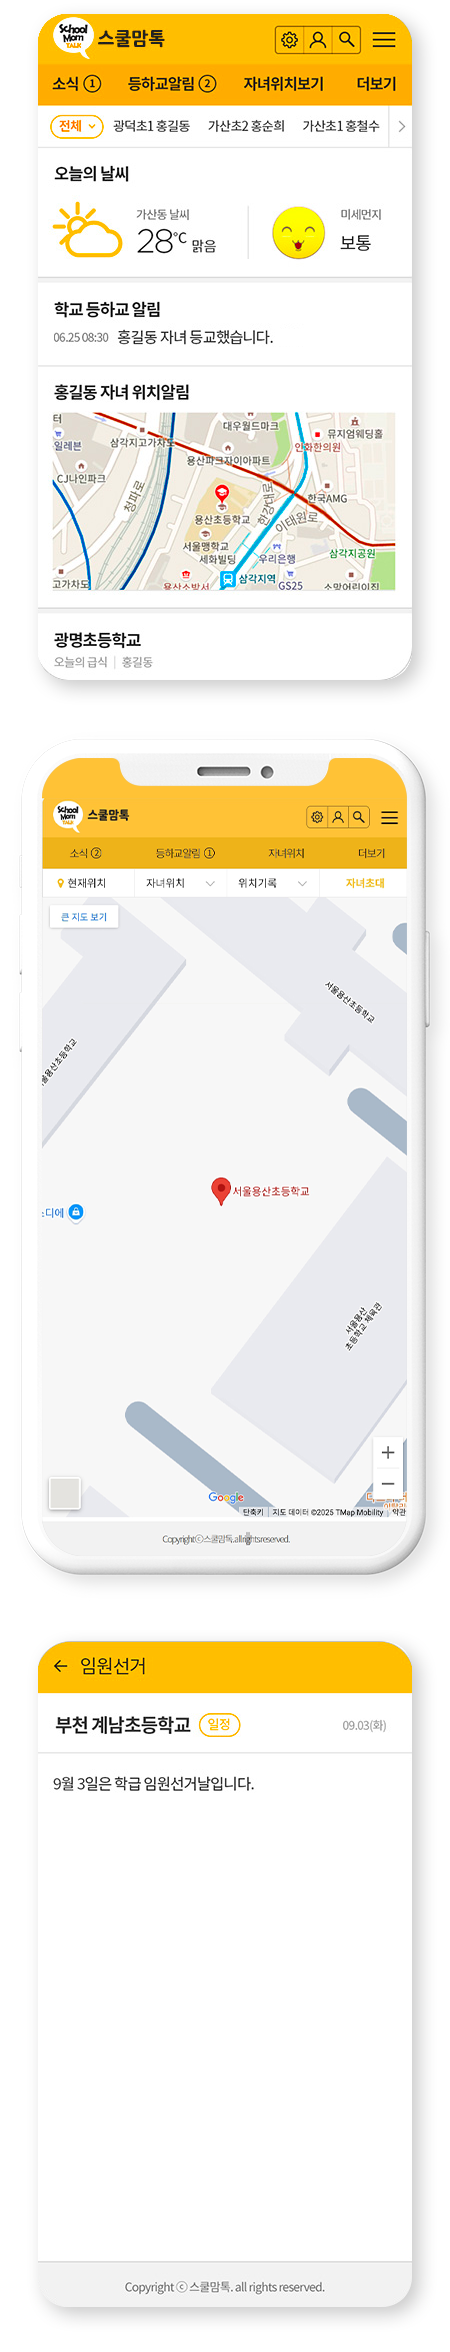 School
Mom
TALK
스쿨맘톡
소식 1 등하교알림 2 자녀위치보기 더보기
전체 광덕초1 홍길동 가산초2 홍순희 가산초1 홍철수
오늘의 날씨
가산동 날씨
28°C 맑음
미세먼지
보통
학교 등하교 알림
06.25 08:30 홍길동 자녀 등교했습니다.
홍길동 자녀 위치알림
터
대우월드마크
뮤지엄웨딩홀
일레븐
삼각지고가차도
안화한의원
용산파크자이아파트
CJ나인파크
청파로
한강대로
한국AMG
용산초등학교
이태원로
서울맹학교
세화빌딩
우리은행
삼각지공원
고가차도
용산소방서
삼각지역
GS25
소망어린이집
광명초등학교
오늘의 급식 | 홍길동
School
Mom
TALK
스쿨맘톡
소식 2 등하교알림 1 자녀위치 더보기
현재위치 자녀위치 위치기록 자녀초대
큰 지도 보기
서울용산초등학교
서울용산초등학교
서울용산초등학교
스디에
서울용산
초등학교 체육관
+
−
Google
단축키 지도 데이터 ©2025 TMap Mobility 약관
Copyright ⓒ 스쿨맘톡. all rights reserved.
← 임원선거
부천 계남초등학교 일정 09.03(화)
9월 3일은 학급 임원선거날입니다.
Copyright ⓒ 스쿨맘톡. all rights reserved.